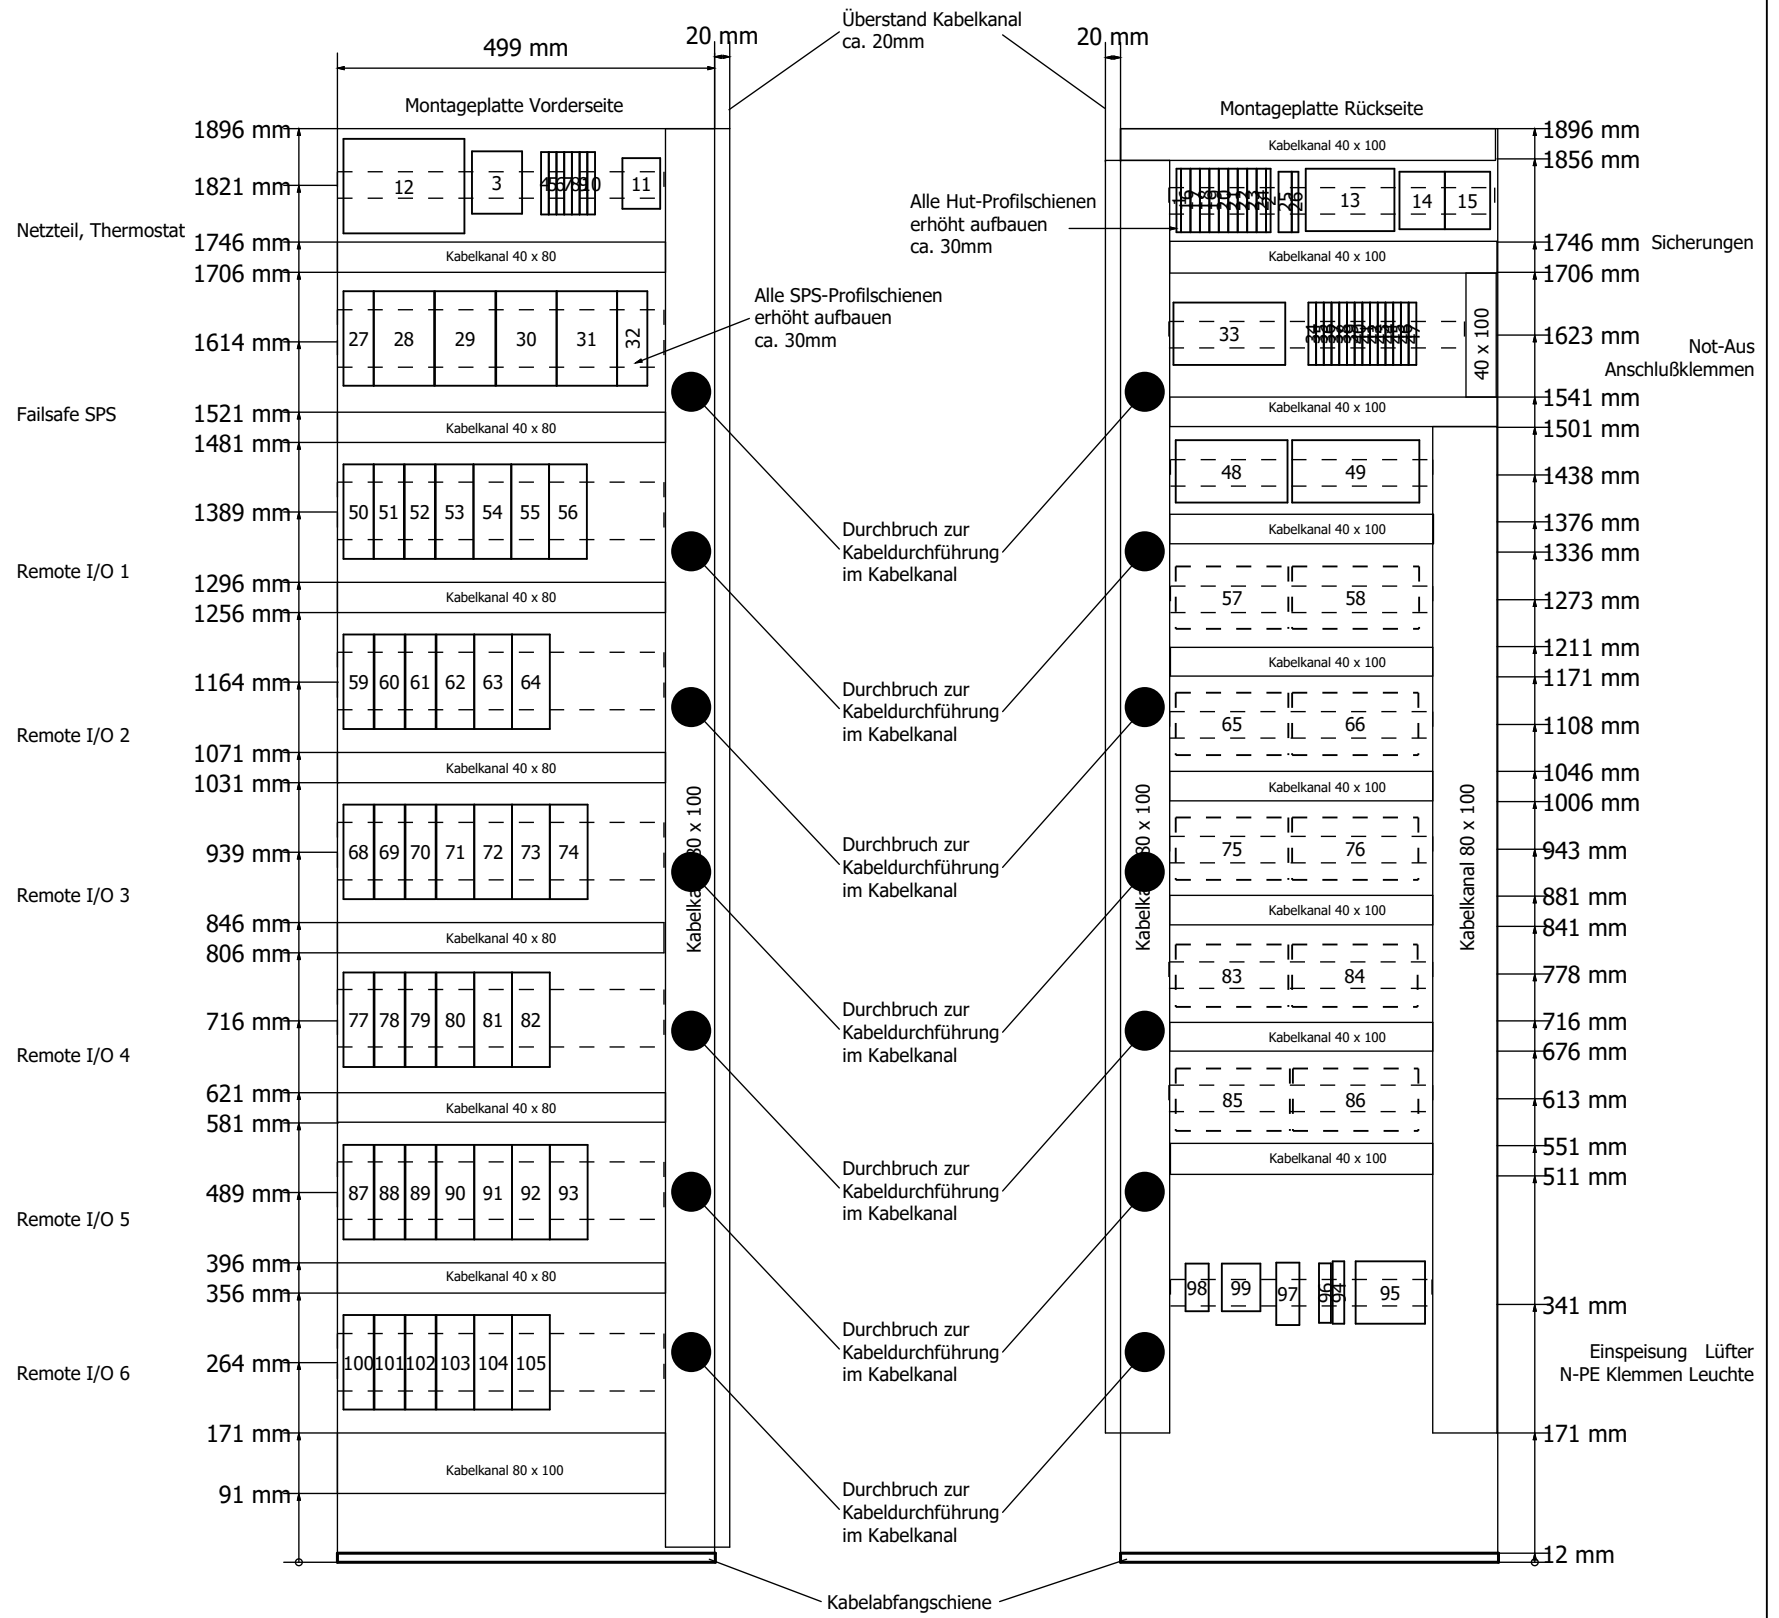 499 mm
20 mm
Überstand Kabelkanal
ca. 20mm
20 mm
Montageplatte Vorderseite
Montageplatte Rückseite
1896 mm
1821 mm
Netzteil, Thermostat
1746 mm
1706 mm
1614 mm
Failsafe SPS
1521 mm
1481 mm
1389 mm
Remote I/O 1
1296 mm
1256 mm
1164 mm
Remote I/O 2
1071 mm
1031 mm
939 mm
Remote I/O 3
846 mm
806 mm
716 mm
Remote I/O 4
621 mm
581 mm
489 mm
Remote I/O 5
396 mm
356 mm
264 mm
Remote I/O 6
171 mm
91 mm
12 3 11
Kabelkanal 40 x 80
27 28 29 30 31 32
Kabelkanal 40 x 80
50 51 52 53 54 55 56
Kabelkanal 40 x 80
59 60 61 62 63 64
Kabelkanal 40 x 80
68 69 70 71 72 73 74
Kabelkanal 40 x 80
77 78 79 80 81 82
Kabelkanal 40 x 80
87 88 89 90 91 92 93
Kabelkanal 40 x 80
100 101 102 103 104 105
Kabelkanal 80 x 100
80 x 100
Alle SPS-Profilschienen
erhöht aufbauen
ca. 30mm
Alle Hut-Profilschienen
erhöht aufbauen
ca. 30mm
Durchbruch zur
Kabeldurchführung
im Kabelkanal
Durchbruch zur
Kabeldurchführung
im Kabelkanal
Durchbruch zur
Kabeldurchführung
im Kabelkanal
Durchbruch zur
Kabeldurchführung
im Kabelkanal
Durchbruch zur
Kabeldurchführung
im Kabelkanal
Durchbruch zur
Kabeldurchführung
im Kabelkanal
Durchbruch zur
Kabeldurchführung
im Kabelkanal
Kabelabfangschiene
Kabelkanal 40 x 100
25 26 13 14 15
Kabelkanal 40 x 100
33
40 x 100
Kabelkanal 40 x 100
48 49
Kabelkanal 40 x 100
57 58
Kabelkanal 40 x 100
65 66
Kabelkanal 40 x 100
75 76
Kabelkanal 40 x 100
83 84
Kabelkanal 40 x 100
85 86
Kabelkanal 40 x 100
98 99 97 96 94 95
80 x 100
Kabelkanal 80 x 100
1896 mm
1856 mm
1746 mm Sicherungen
1706 mm
1623 mm
Not-Aus
Anschlußklemmen
1541 mm
1501 mm
1438 mm
1376 mm
1336 mm
1273 mm
1211 mm
1171 mm
1108 mm
1046 mm
1006 mm
943 mm
881 mm
841 mm
778 mm
716 mm
676 mm
613 mm
551 mm
511 mm
341 mm
Einspeisung Lüfter
N-PE Klemmen Leuchte
171 mm
12 mm